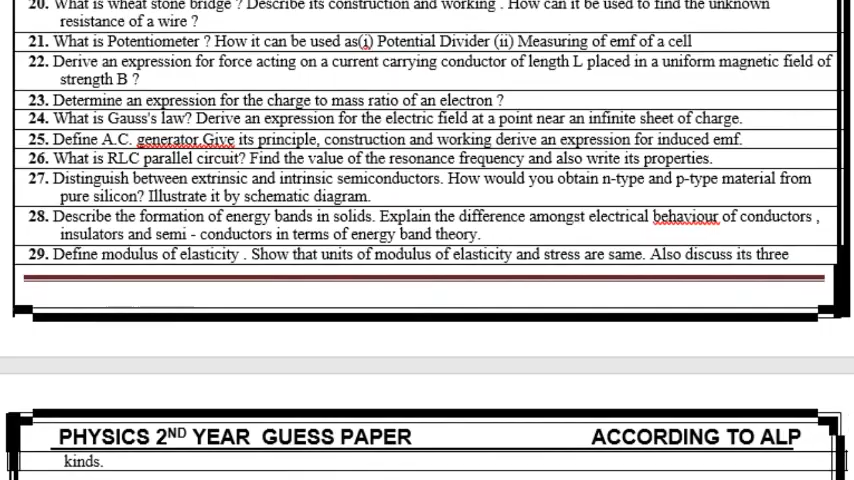 20. What is wheat stone bridge ? Describe its construction and working . How can it be used to find the unknown
resistance of a wire ?
21. What is Potentiometer ? How it can be used as(i) Potential Divider (ii) Measuring of emf of a cell
22. Derive an expression for force acting on a current carrying conductor of length L placed in a uniform magnetic field of
strength B ?
23. Determine an expression for the charge to mass ratio of an electron ?
24. What is Gauss's law? Derive an expression for the electric field at a point near an infinite sheet of charge.
25. Define A.C. generator.Give its principle, construction and working derive an expression for induced emf.
26. What is RLC parallel circuit? Find the value of the resonance frequency and also write its properties.
27. Distinguish between extrinsic and intrinsic semiconductors. How would you obtain n-type and p-type material from
pure silicon? Illustrate it by schematic diagram.
28. Describe the formation of energy bands in solids. Explain the difference amongst electrical behaviour of conductors ,
insulators and semi - conductors in terms of energy band theory.
29. Define modulus of elasticity . Show that units of modulus of elasticity and stress are same. Also discuss its three
PHYSICS 2ND YEAR GUESS PAPER ACCORDING TO ALP
kinds.